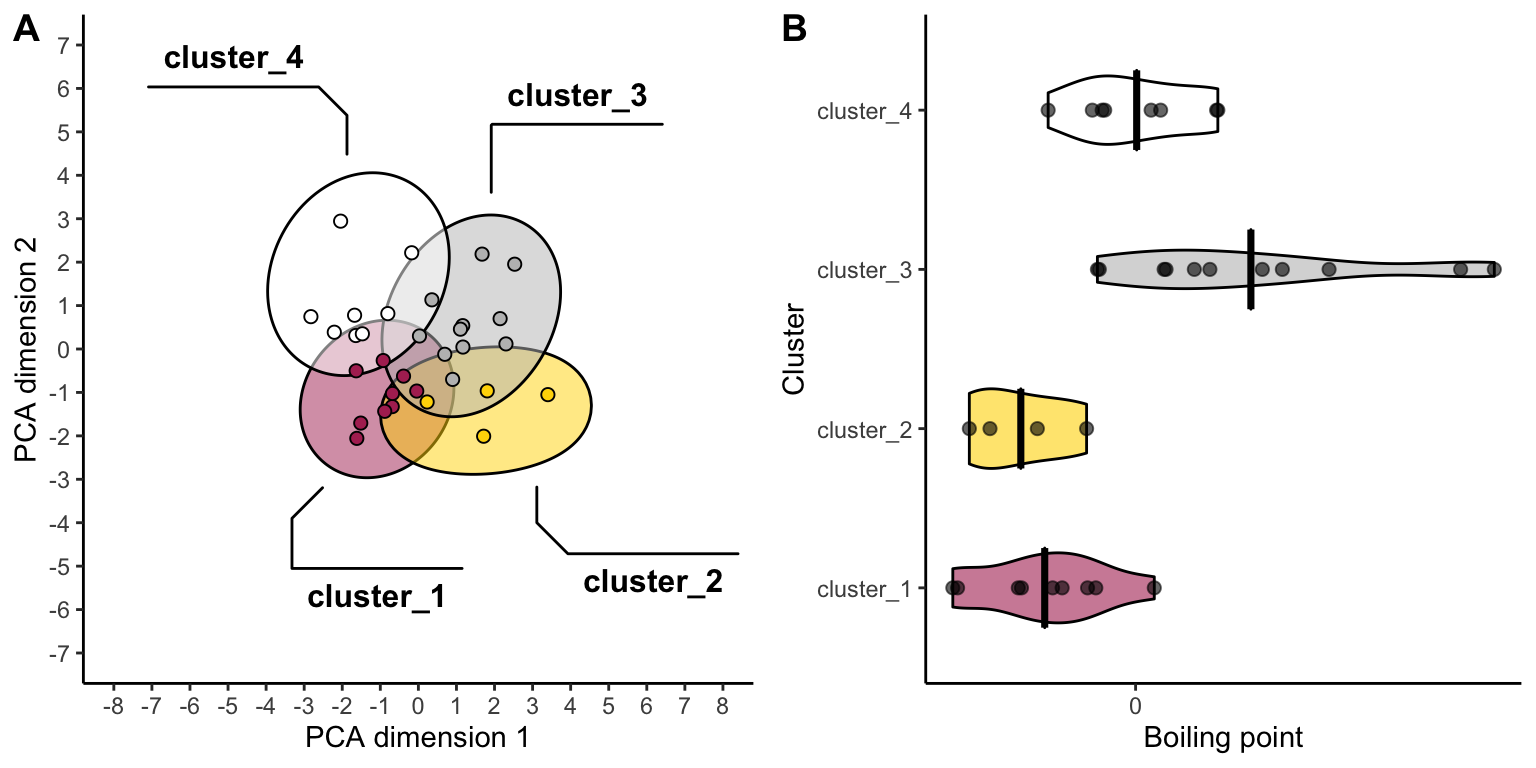 A
7
6
5
4
3
2
1
0
-1
-2
-3
-4
-5
-6
-7
PCA dimension 2
cluster_4
cluster_3
cluster_1
cluster_2
-8 -7 -6 -5 -4 -3 -2 -1 0 1 2 3 4 5 6 7 8
PCA dimension 1
B
Cluster
cluster_4
cluster_3
cluster_2
cluster_1
0
Boiling point